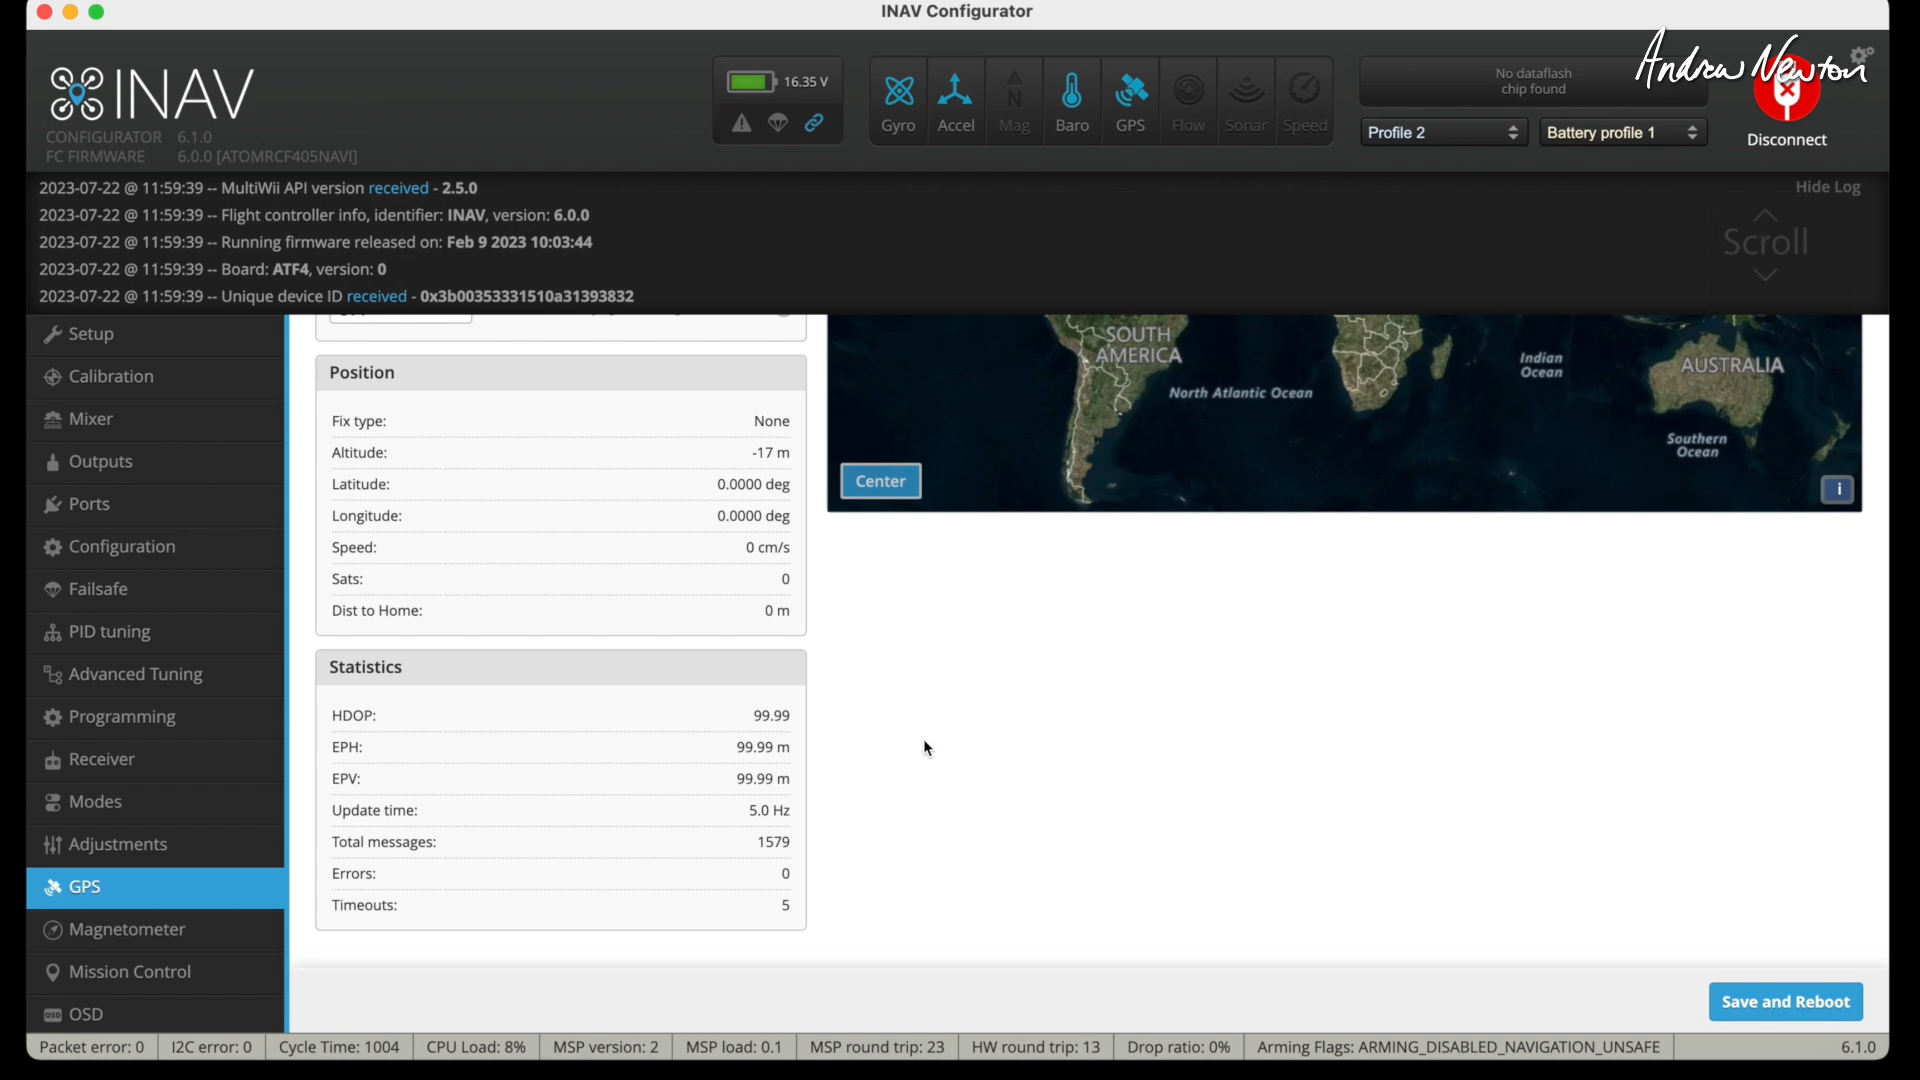 INAV Configurator
Andrew Newton
INAV
CONFIGURATOR 6.1.0
FC FIRMWARE 6.0.0 [ATOMRCF405NAVI]
16.35 V
Gyro
Accel
Mag
Baro
GPS
Flow
Sonar
Speed
No dataflash
chip found
Profile 2
Battery profile 1
Disconnect
2023-07-22 @ 11:59:39 -- MultiWii API version received - 2.5.0
2023-07-22 @ 11:59:39 -- Flight controller info, identifier: INAV, version: 6.0.0
2023-07-22 @ 11:59:39 -- Running firmware released on: Feb 9 2023 10:03:44
2023-07-22 @ 11:59:39 -- Board: ATF4, version: 0
2023-07-22 @ 11:59:39 -- Unique device ID received - 0x3b00353331510a31393832
Hide Log
Scroll
Setup
Calibration
Mixer
Outputs
Ports
Configuration
Failsafe
PID tuning
Advanced Tuning
Programming
Receiver
Modes
Adjustments
GPS
Magnetometer
Mission Control
OSD
Position
Fix type: None
Altitude: -17 m
Latitude: 0.0000 deg
Longitude: 0.0000 deg
Speed: 0 cm/s
Sats: 0
Dist to Home: 0 m
Statistics
HDOP: 99.99
EPH: 99.99 m
EPV: 99.99 m
Update time: 5.0 Hz
Total messages: 1579
Errors: 0
Timeouts: 5
SOUTH
AMERICA
North Atlantic Ocean
Indian
Ocean
AUSTRALIA
Southern
Ocean
Center
i
Save and Reboot
Packet error: 0
I2C error: 0
Cycle Time: 1004
CPU Load: 8%
MSP version: 2
MSP load: 0.1
MSP round trip: 23
HW round trip: 13
Drop ratio: 0%
Arming Flags: ARMING_DISABLED_NAVIGATION_UNSAFE
6.1.0